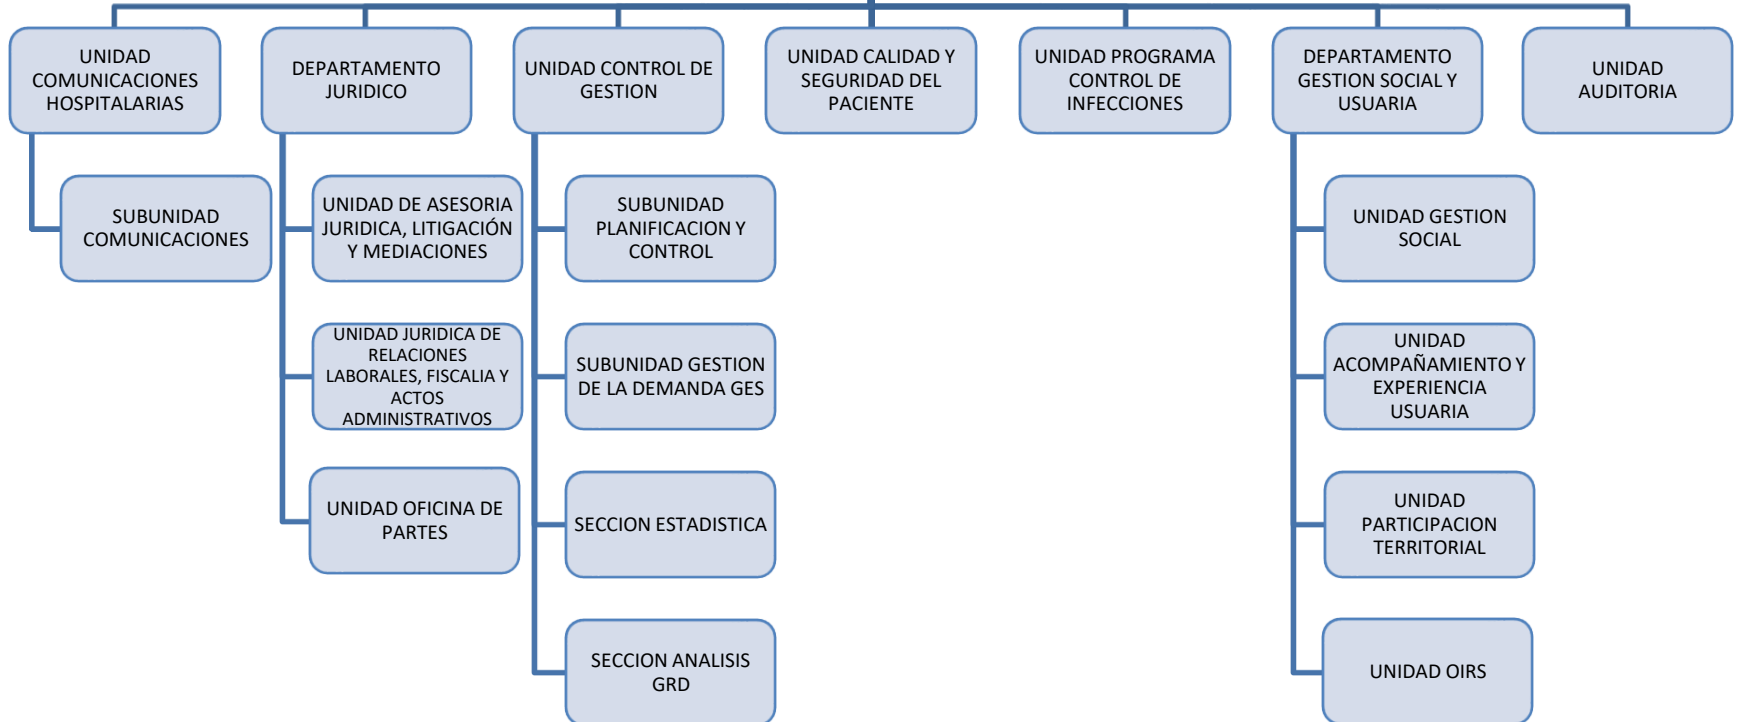 UNIDAD
COMUNICACIONES
HOSPITALARIAS
DEPARTAMENTO
JURIDICO
UNIDAD CONTROL DE
GESTION
UNIDAD CALIDAD Y
SEGURIDAD DEL
PACIENTE
UNIDAD PROGRAMA
CONTROL DE
INFECCIONES
DEPARTAMENTO
GESTION SOCIAL Y
USUARIA
UNIDAD
AUDITORIA
SUBUNIDAD
COMUNICACIONES
UNIDAD DE ASESORIA
JURIDICA, LITIGACIÓN
Y MEDIACIONES
SUBUNIDAD
PLANIFICACION Y
CONTROL
UNIDAD GESTION
SOCIAL
UNIDAD JURIDICA DE
RELACIONES
LABORALES, FISCALIA Y
ACTOS
ADMINISTRATIVOS
SUBUNIDAD GESTION
DE LA DEMANDA GES
UNIDAD
ACOMPAÑAMIENTO Y
EXPERIENCIA
USUARIA
UNIDAD OFICINA DE
PARTES
SECCION ESTADISTICA
UNIDAD
PARTICIPACION
TERRITORIAL
SECCION ANALISIS
GRD
UNIDAD OIRS